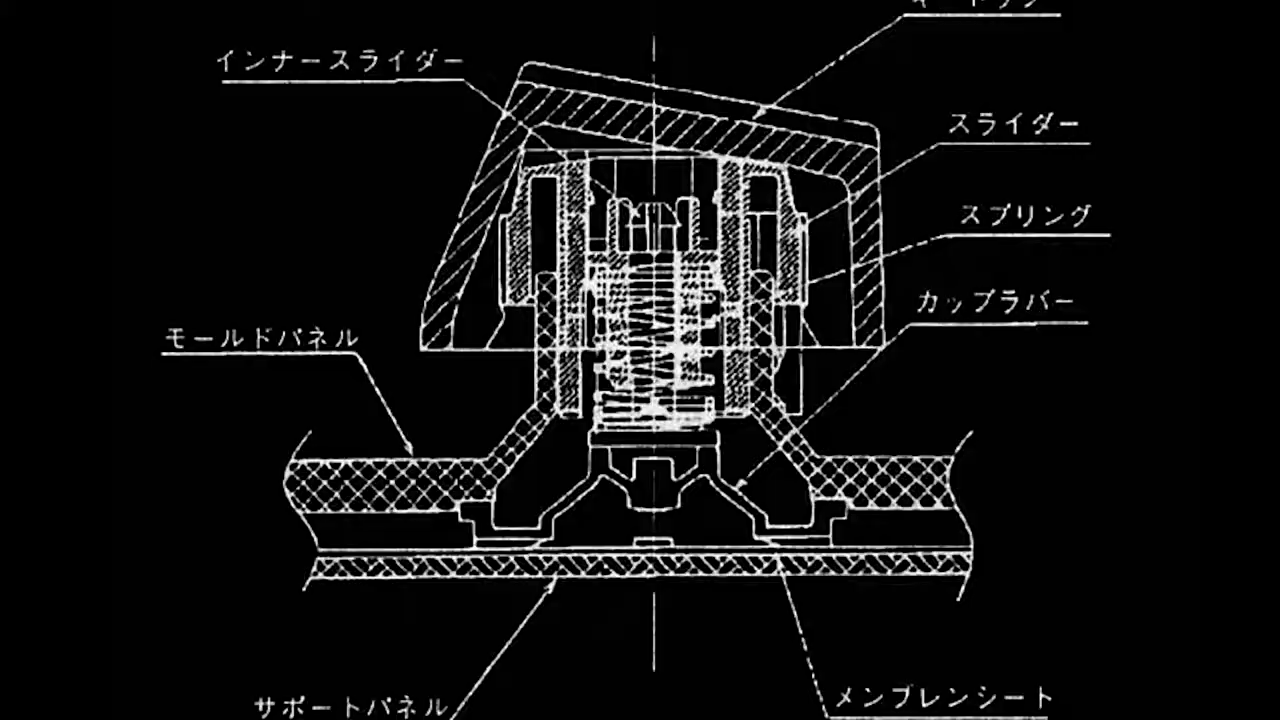 インナースライダー
スライダー
スプリング
カップラバー
モールドパネル
サポートパネル
メンブレンシート